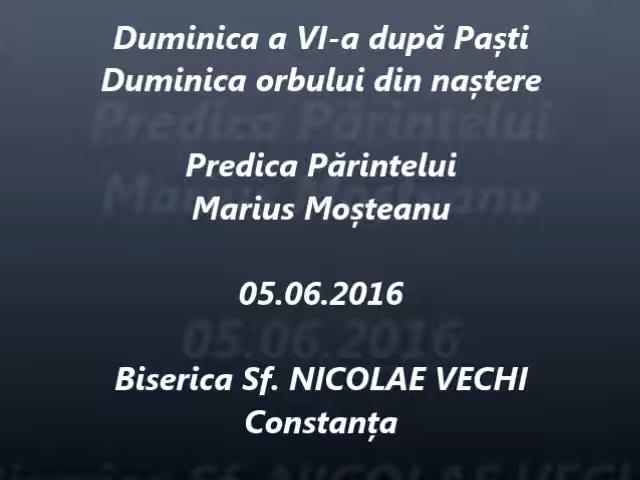 Duminica a VI-a după Paști
Duminica orbului din naștere
Predica Părintelui
Marius Moșteanu
05.06.2016
Biserica Sf. NICOLAE VECHI
Constanța